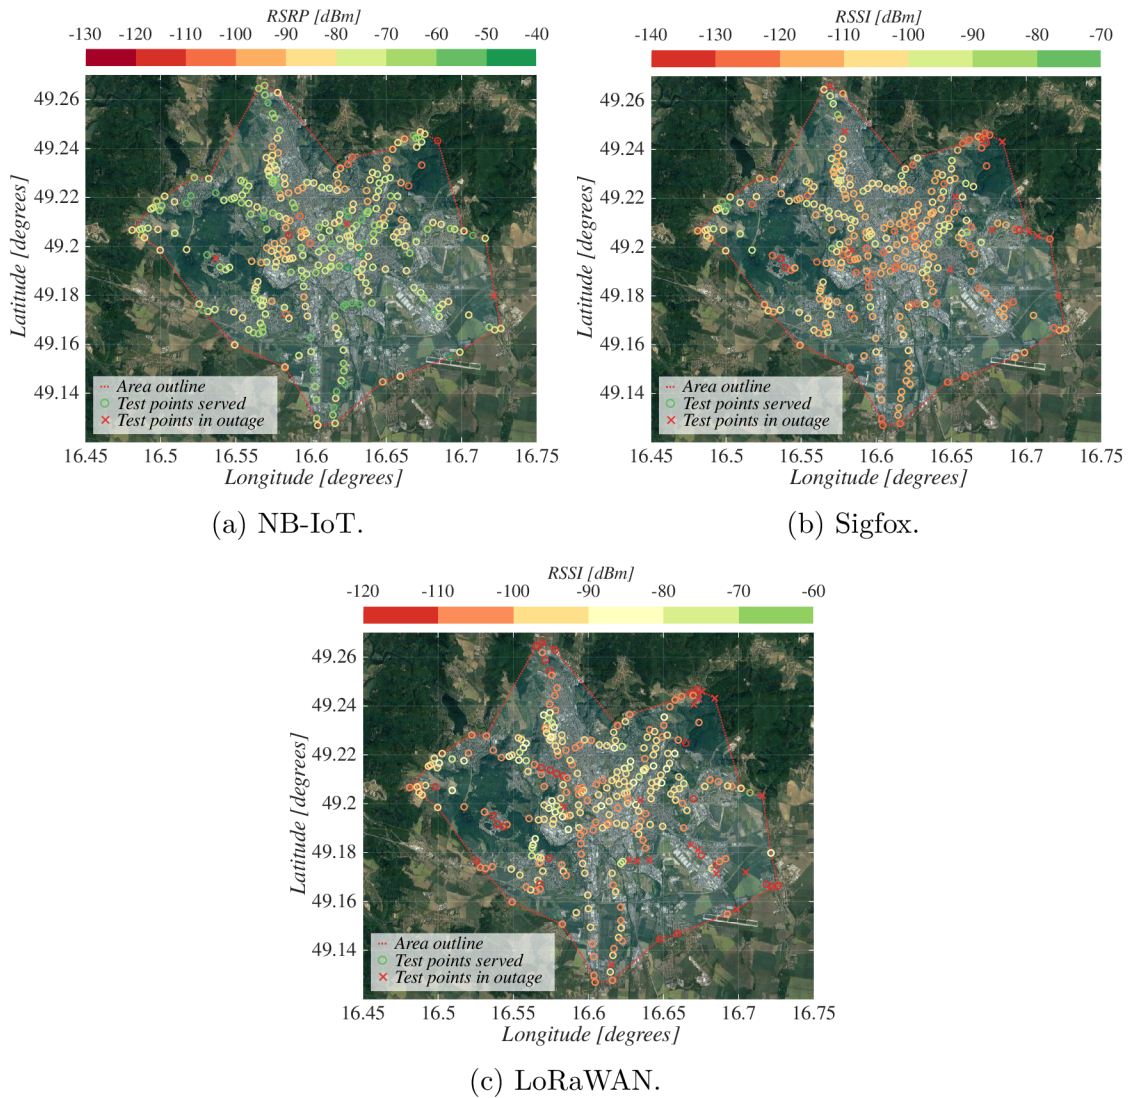 RSRP [dBm]
-130 -120 -110 -100 -90 -80 -70 -60 -50 -40
49.26
49.24
49.22
49.2
49.18
49.16
49.14
Latitude [degrees]
Area outline
Test points served
Test points in outage
16.45 16.5 16.55 16.6 16.65 16.7 16.75
Longitude [degrees]
(a) NB-IoT.
RSSI [dBm]
-140 -130 -120 -110 -100 -90 -80 -70
49.26
49.24
49.22
49.2
49.18
49.16
49.14
Latitude [degrees]
Area outline
Test points served
Test points in outage
16.45 16.5 16.55 16.6 16.65 16.7 16.75
Longitude [degrees]
(b) Sigfox.
RSSI [dBm]
-120 -110 -100 -90 -80 -70 -60
49.26
49.24
49.22
49.2
49.18
49.16
49.14
Latitude [degrees]
Area outline
Test points served
Test points in outage
16.45 16.5 16.55 16.6 16.65 16.7 16.75
Longitude [degrees]
(c) LoRaWAN.